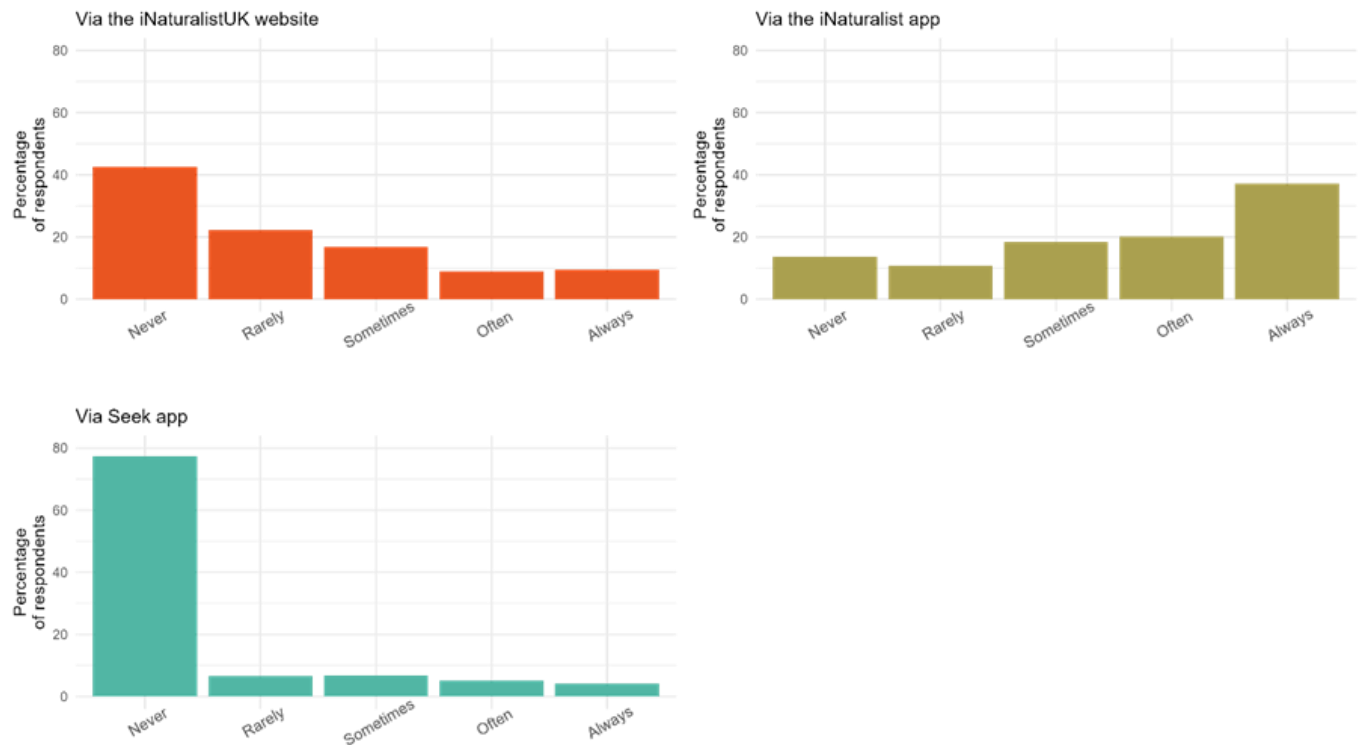 Via the iNaturalistUK website
80
60
40
20
0
Percentage
of respondents
Never
Rarely
Sometimes
Often
Always
Via the iNaturalist app
80
60
40
20
0
Percentage
of respondents
Never
Rarely
Sometimes
Often
Always
Via Seek app
80
60
40
20
0
Percentage
of respondents
Never
Rarely
Sometimes
Often
Always